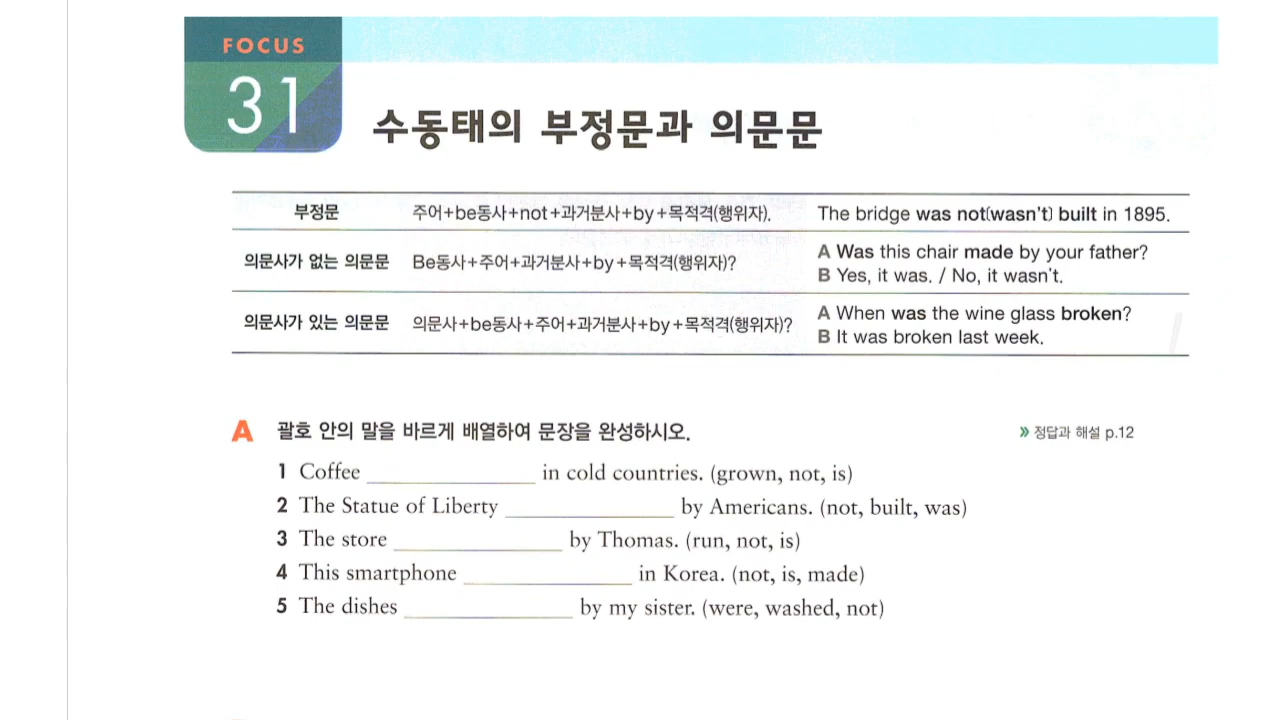 FOCUS
31
수동태의 부정문과 의문문
부정문 주어+be동사+not+과거분사+by+목적격(행위자). The bridge was not(wasn't) built in 1895.
의문사가 없는 의문문 Be동사+주어+과거분사+by+목적격(행위자)? A Was this chair made by your father?
B Yes, it was. / No, it wasn't.
의문사가 있는 의문문 의문사+be동사+주어+과거분사+by+목적격(행위자)? A When was the wine glass broken?
B It was broken last week.
A 괄호 안의 말을 바르게 배열하여 문장을 완성하시오. » 정답과 해설 p.12
1 Coffee ____________ in cold countries. (grown, not, is)
2 The Statue of Liberty ____________ by Americans. (not, built, was)
3 The store ____________ by Thomas. (run, not, is)
4 This smartphone ____________ in Korea. (not, is, made)
5 The dishes ____________ by my sister. (were, washed, not)